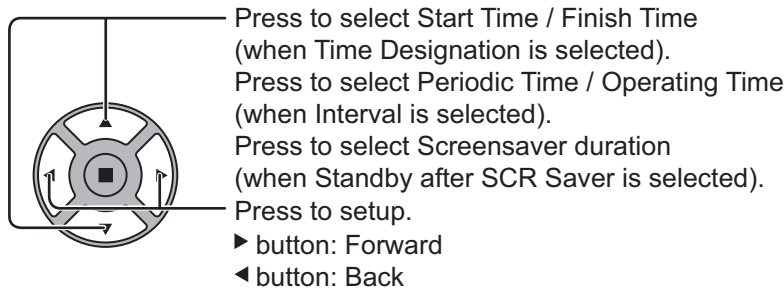 Press to select Start Time / Finish Time
(when Time Designation is selected).
Press to select Periodic Time / Operating Time
(when Interval is selected).
Press to select Screensaver duration
(when Standby after SCR Saver is selected).
Press to setup.
▶ button: Forward
◀ button: Back